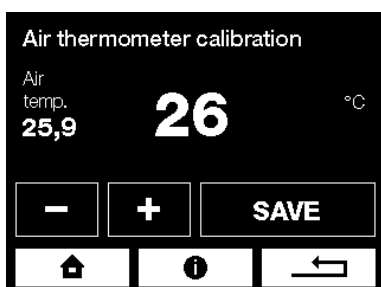 Air thermometer calibration
Air
temp.
25,9
26
°C
−
+
SAVE